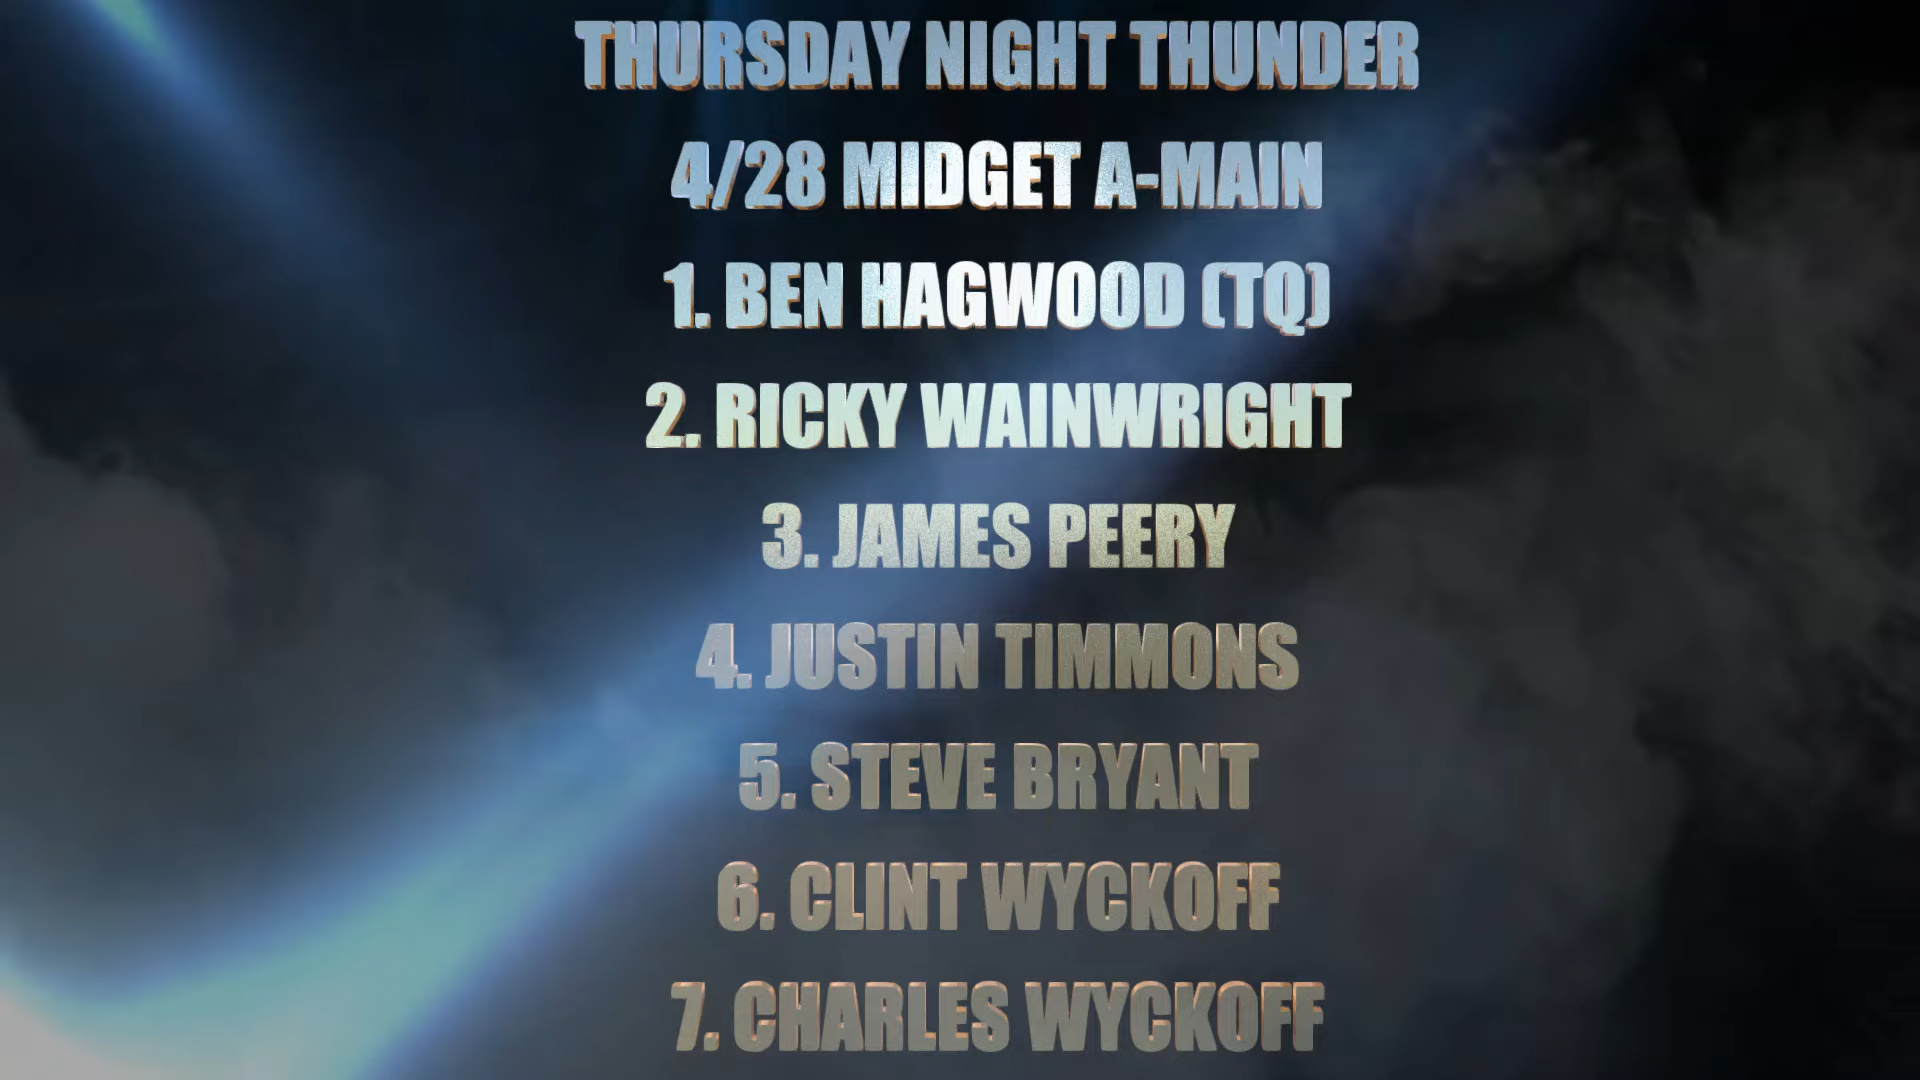 THURSDAY NIGHT THUNDER
4/28 MIDGET A-MAIN
1. BEN HAGWOOD (TQ)
2. RICKY WAINWRIGHT
3. JAMES PEERY
4. JUSTIN TIMMONS
5. STEVE BRYANT
6. CLINT WYCKOFF
7. CHARLES WYCKOFF